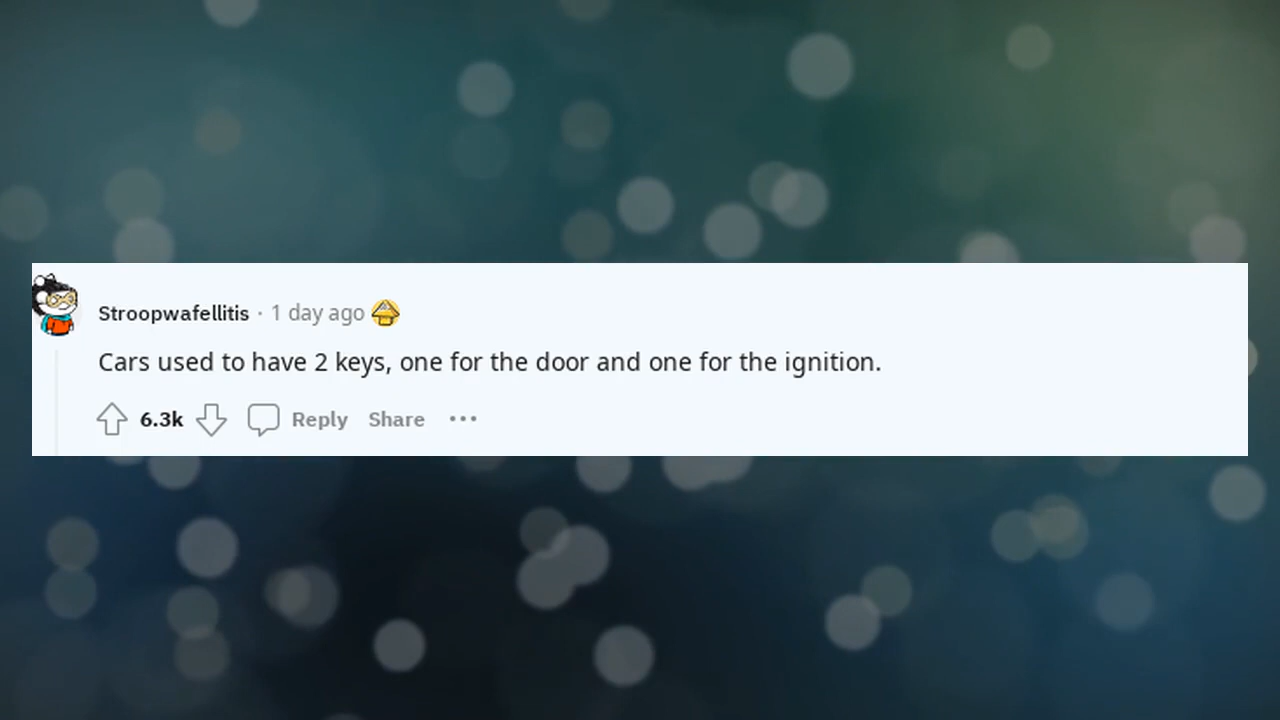 Stroopwafellitis · 1 day ago
Cars used to have 2 keys, one for the door and one for the ignition.
6.3k Reply Share ···